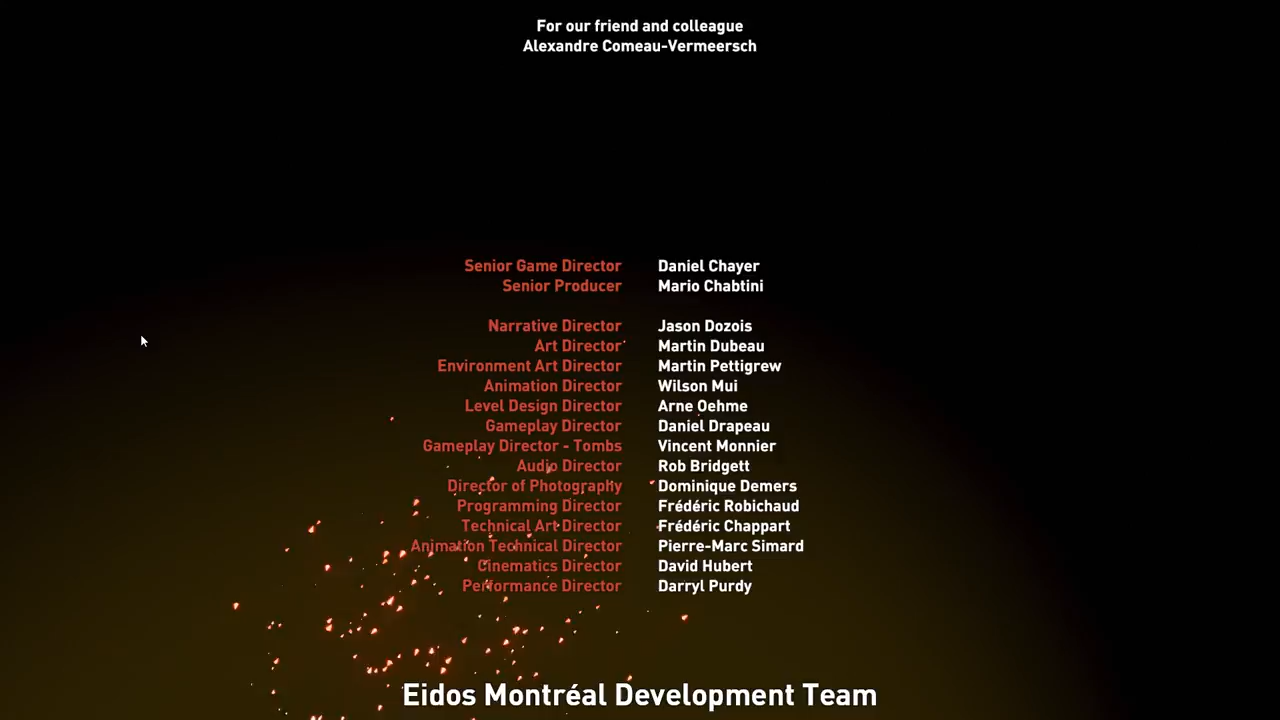 For our friend and colleague
Alexandre Comeau-Vermeersch
Senior Game Director Daniel Chayer
Senior Producer Mario Chabtini
Narrative Director Jason Dozois
Art Director Martin Dubeau
Environment Art Director Martin Pettigrew
Animation Director Wilson Mui
Level Design Director Arne Oehme
Gameplay Director Daniel Drapeau
Gameplay Director - Tombs Vincent Monnier
Audio Director Rob Bridgett
Director of Photography Dominique Demers
Programming Director Frédéric Robichaud
Technical Art Director Frédéric Chappart
Animation Technical Director Pierre-Marc Simard
Cinematics Director David Hubert
Performance Director Darryl Purdy
Eidos Montréal Development Team